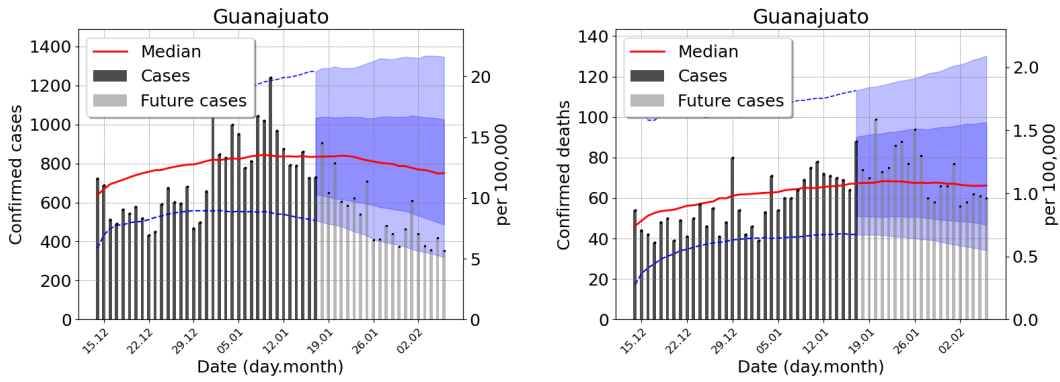 Guanajuato
1400
1200
1000
800
600
400
200
0
Confirmed cases
Median
Cases
Future cases
20
15
10
5
per 100,000
15.12
22.12
29.12
05.01
12.01
19.01
26.01
02.02
Date (day.month)
Guanajuato
140
120
100
80
60
40
20
0
Confirmed deaths
Median
Cases
Future cases
2.0
1.5
1.0
0.5
0.0
per 100,000
15.12
22.12
29.12
05.01
12.01
19.01
26.01
02.02
Date (day.month)